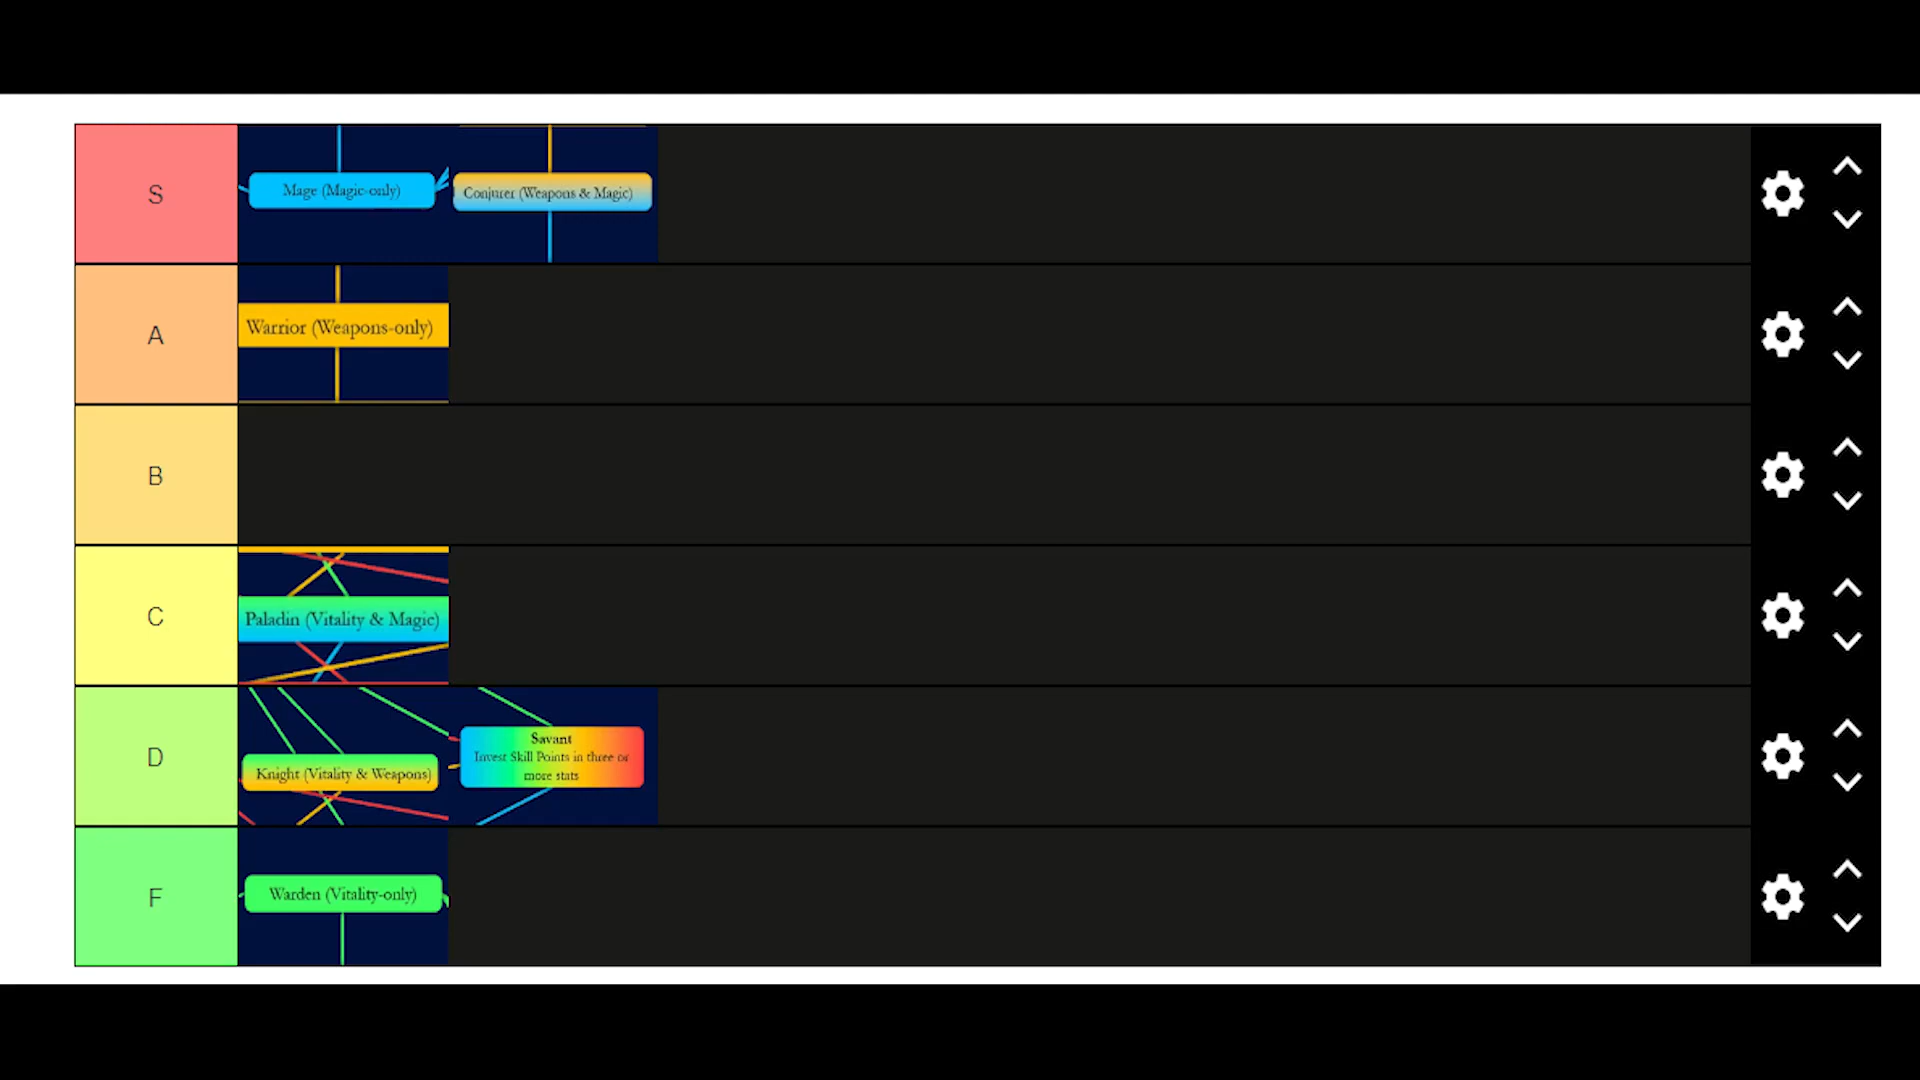 S
Mage (Magic-only)
Conjurer (Weapons & Magic)
A
Warrior (Weapons-only)
B
C
Paladin (Vitality & Magic)
D
Knight (Vitality & Weapons)
Savant
Invest Skill Points in three or
more stats
F
Warden (Vitality-only)